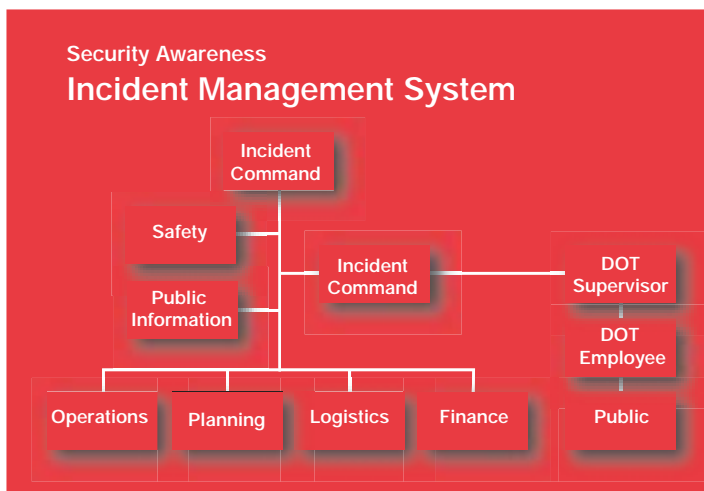 Security Awareness
Incident Management System
Incident
Command
Safety
Public
Information
Incident
Command
DOT
Supervisor
DOT
Employee
Operations
Planning
Logistics
Finance
Public